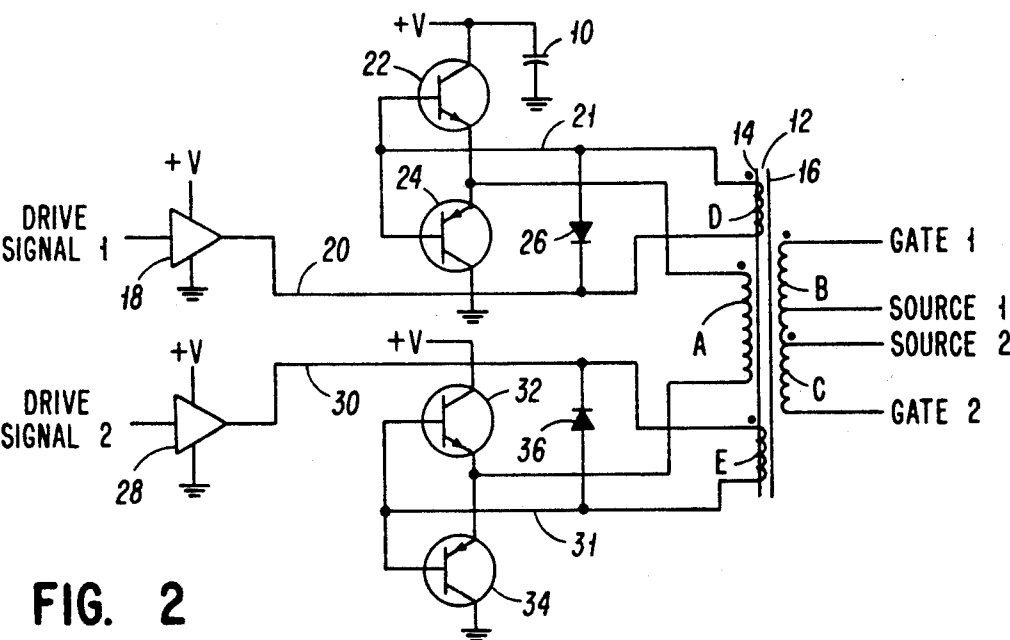 +V
10
22
21
14
12
16
24
+V
D
DRIVE
SIGNAL 1
26
GATE 1
20
18
B
SOURCE 1
A
SOURCE 2
+V
+V
C
30
32
DRIVE
SIGNAL 2
GATE 2
36
E
28
31
34
FIG. 2